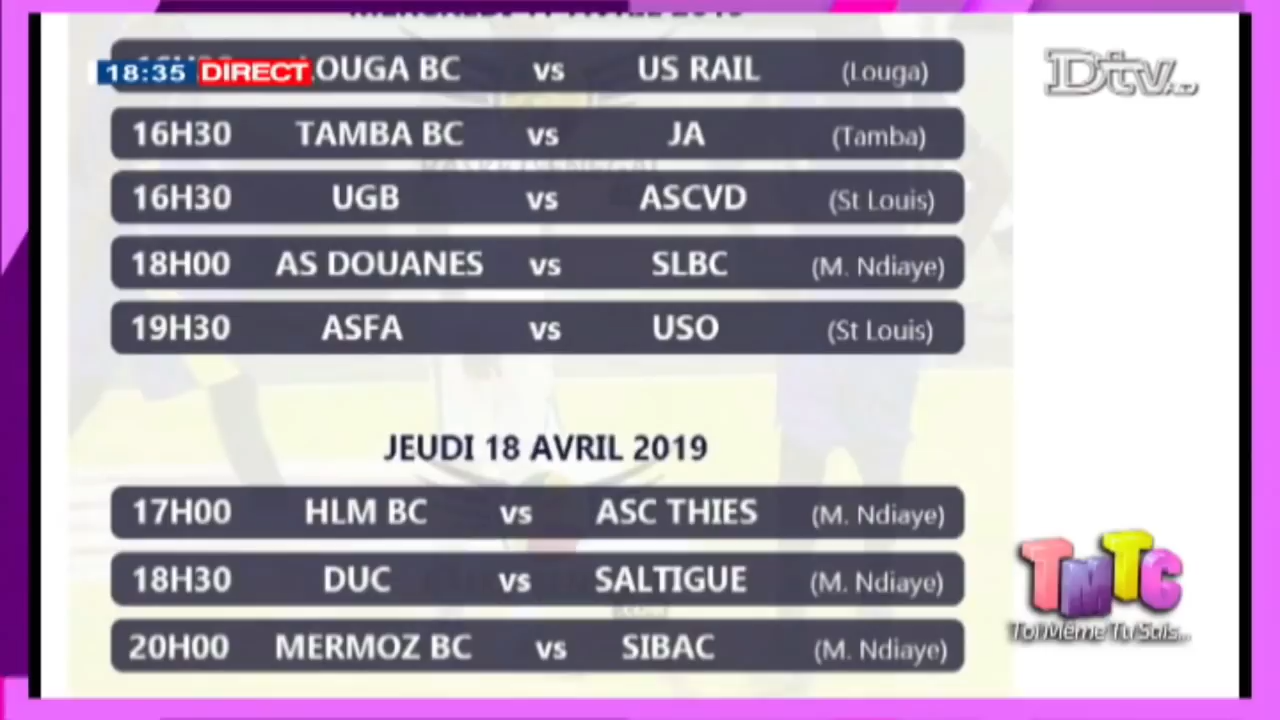 18:35 DIRECT LOUGA BC vs US RAIL (Louga)
16H30 TAMBA BC vs JA (Tamba)
16H30 UGB vs ASCVD (St Louis)
18H00 AS DOUANES vs SLBC (M. Ndiaye)
19H30 ASFA vs USO (St Louis)
JEUDI 18 AVRIL 2019
17H00 HLM BC vs ASC THIES (M. Ndiaye)
18H30 DUC vs SALTIGUE (M. Ndiaye)
20H00 MERMOZ BC vs SIBAC (M. Ndiaye)
Dtv HD
TMTC
Toi Même Tu Sais...